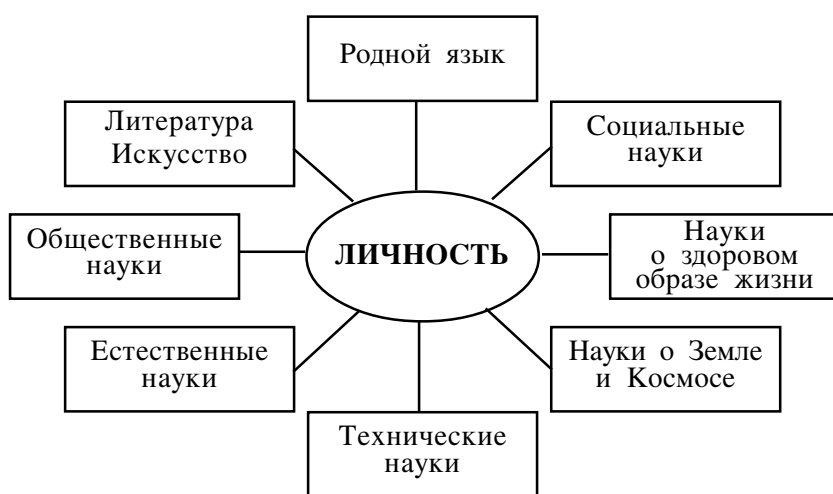 Родной язык
Литература
Искусство
Социальные
науки
Общественные
науки
ЛИЧНОСТЬ
Науки
о здоровом
образе жизни
Естественные
науки
Науки о Земле
и Космосе
Технические
науки